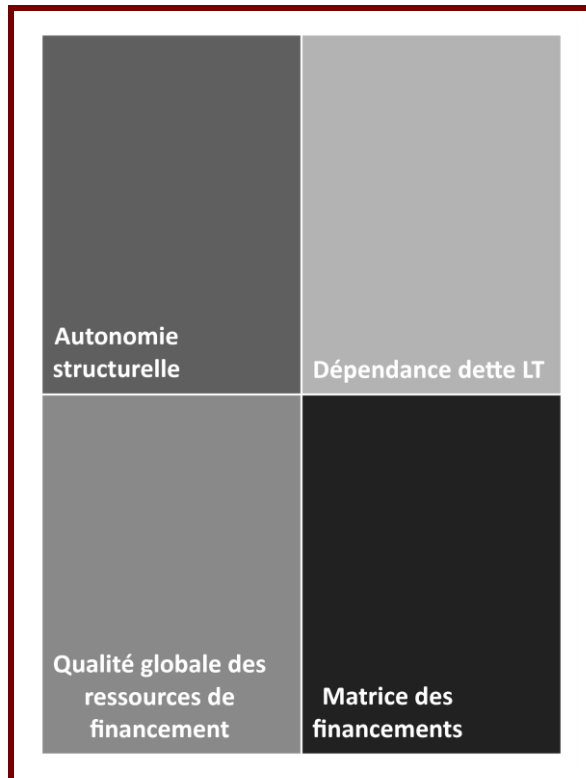 Autonomie
structurelle
Dépendance dette LT
Qualité globale des
ressources de
financement
Matrice des
financements